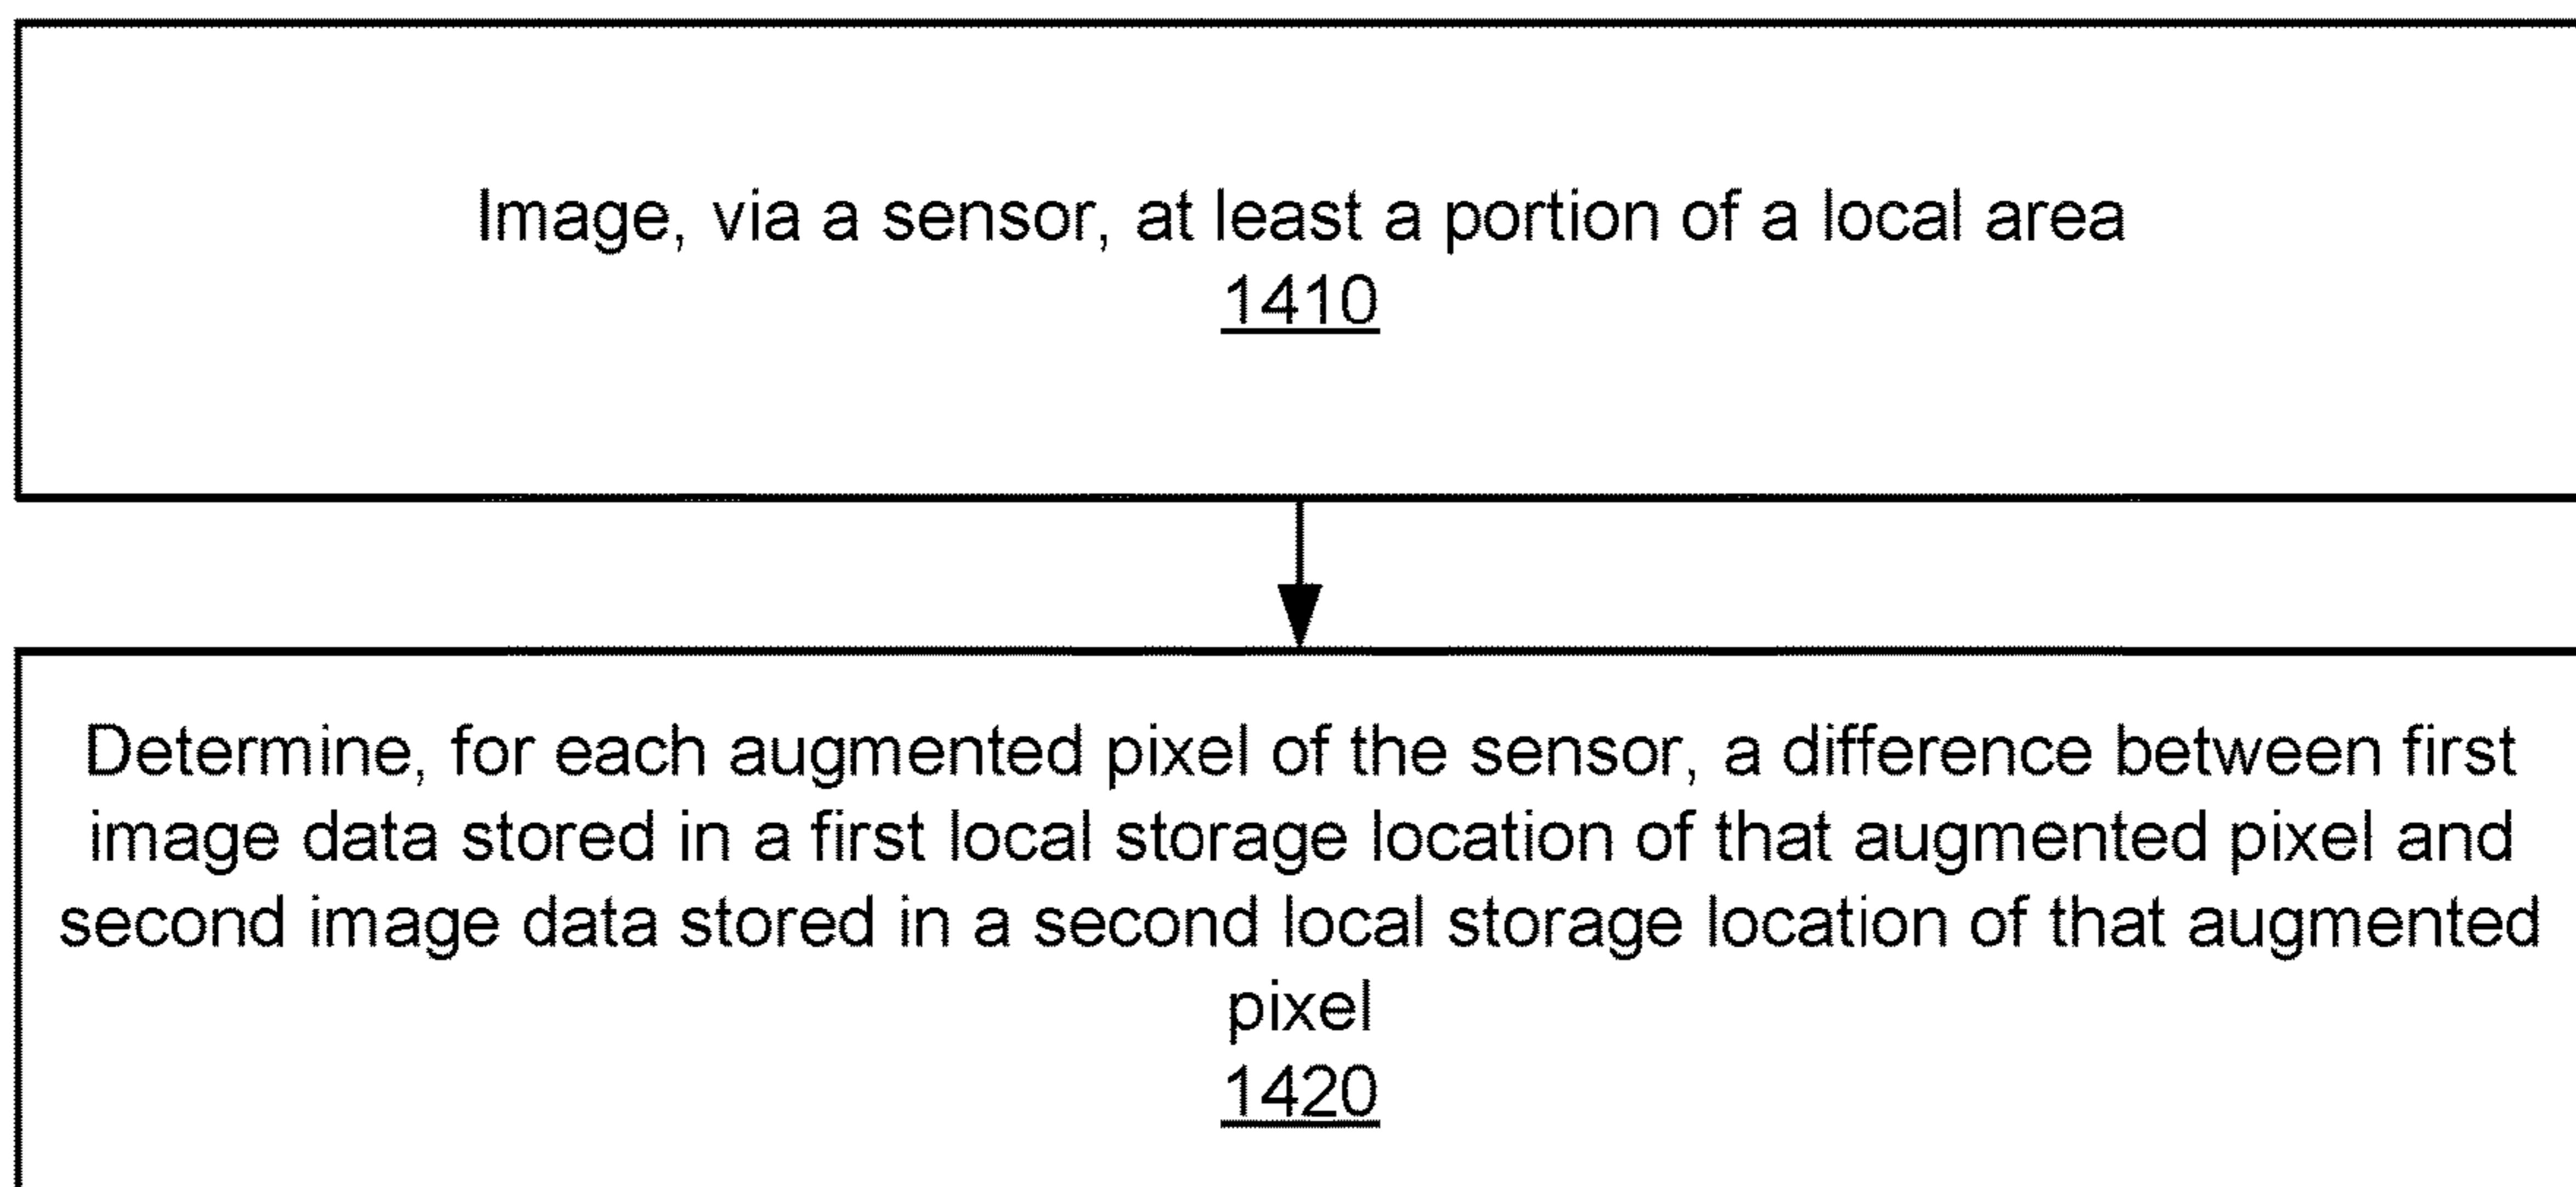 Image, via a sensor, at least a portion of a local area
1410
Determine, for each augmented pixel of the sensor, a difference between first
image data stored in a first local storage location of that augmented pixel and
second image data stored in a second local storage location of that augmented
pixel
1420